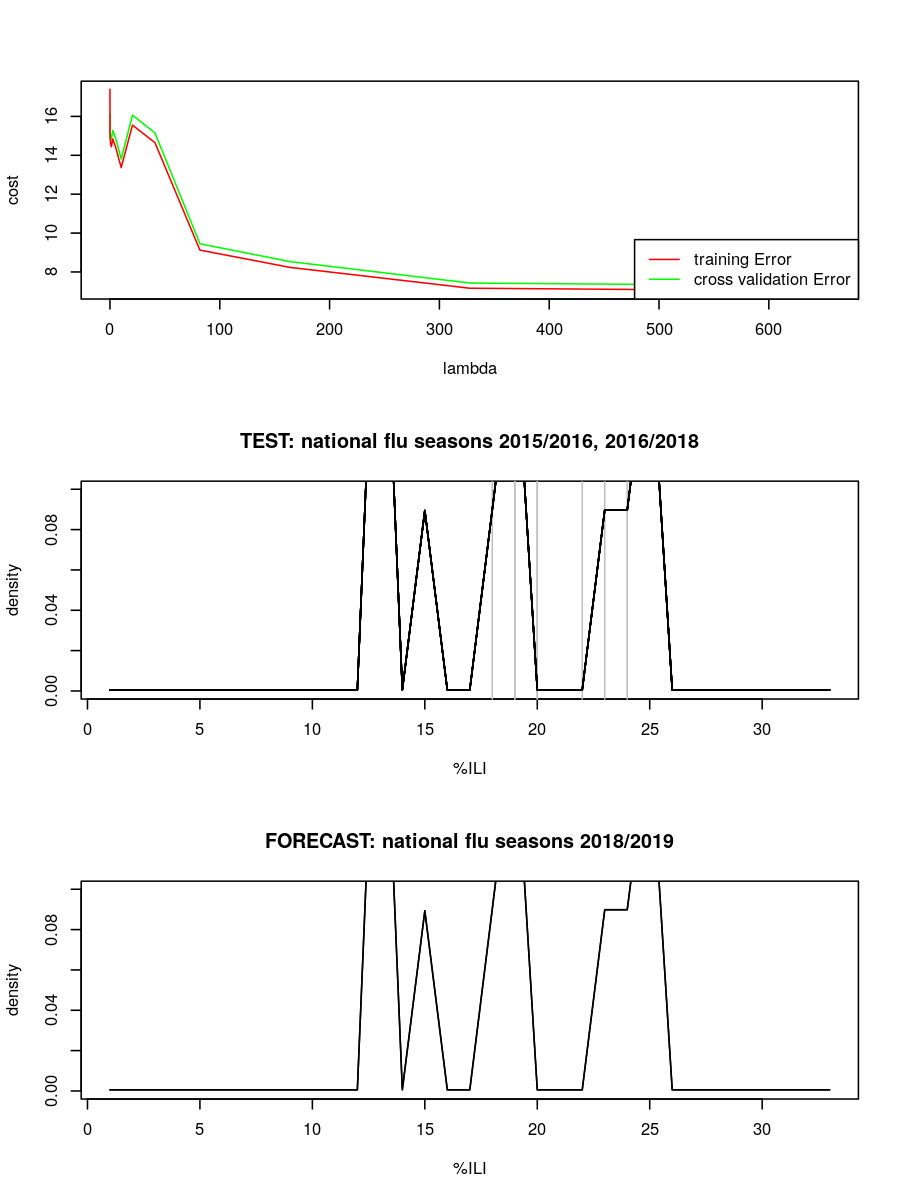 cost
16
14
12
10
8
training Error
cross validation Error
0 100 200 300 400 500 600
lambda
TEST: national flu seasons 2015/2016, 2016/2018
density
0.08
0.04
0.00
0 5 10 15 20 25 30
%ILI
FORECAST: national flu seasons 2018/2019
density
0.08
0.04
0.00
0 5 10 15 20 25 30
%ILI